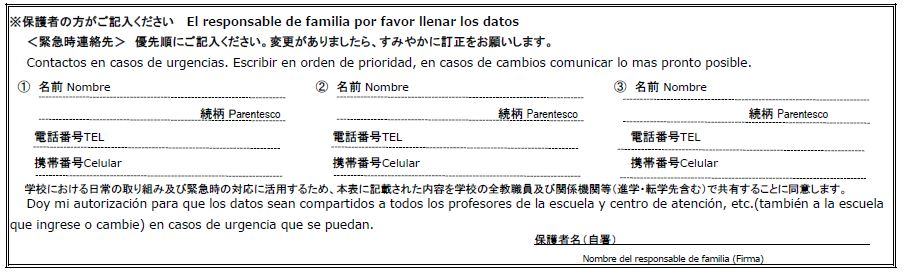 ※保護者の方がご記入ください El responsable de familia por favor llenar los datos
＜緊急時連絡先＞ 優先順にご記入ください。変更がありましたら、すみやかに訂正をお願いします。
Contactos en casos de urgencias. Escribir en orden de prioridad, en casos de cambios comunicar lo mas pronto posible.
① 名前 Nombre ② 名前 Nombre ③ 名前 Nombre
続柄 Parentesco 続柄 Parentesco 続柄 Parentesco
電話番号TEL 電話番号TEL 電話番号TEL
携帯番号Celular 携帯番号Celular 携帯番号Celular
学校における日常の取り組み及び緊急時の対応に活用するため、本表に記載された内容を学校の全教職員及び関係機関等（進学・転学先含む）で共有することに同意します。
Doy mi autorización para que los datos sean compartidos a todos los profesores de la escuela y centro de atención, etc.(también a la escuela
que ingrese o cambie) en casos de urgencia que se puedan.
保護者名（自署）
Nombre del responsable de familia (Firma)